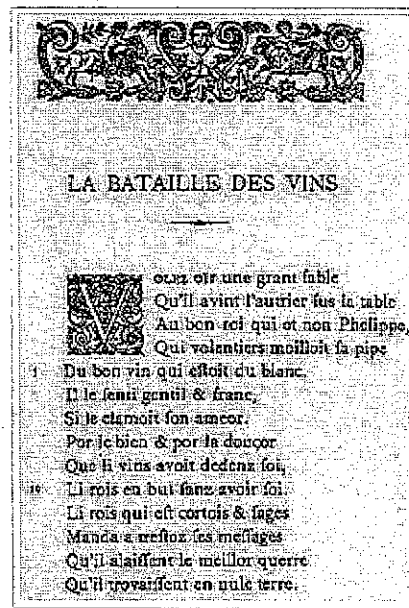 LA BATAILLE DES VINS
Volez oïr une grant fable
Qu'il avint l'autrier sus la table
Au bon roi qui ot non Phelippe,
Qui volentiers moilloit sa pipe
Du bon vin qui estoit du blanc.
Il le senti gentil & franc,
Si le clamoit son ameor.
Por le bien & por la douçor
Que li vins avoit dedenz soi,
10 Li rois en but sanz avoir soi.
Li rois qui est cortois & sages
Manda a trestoz ses messages
Qu'il alaissent le meillor querre
Qu'il trovaissent en nule terre.